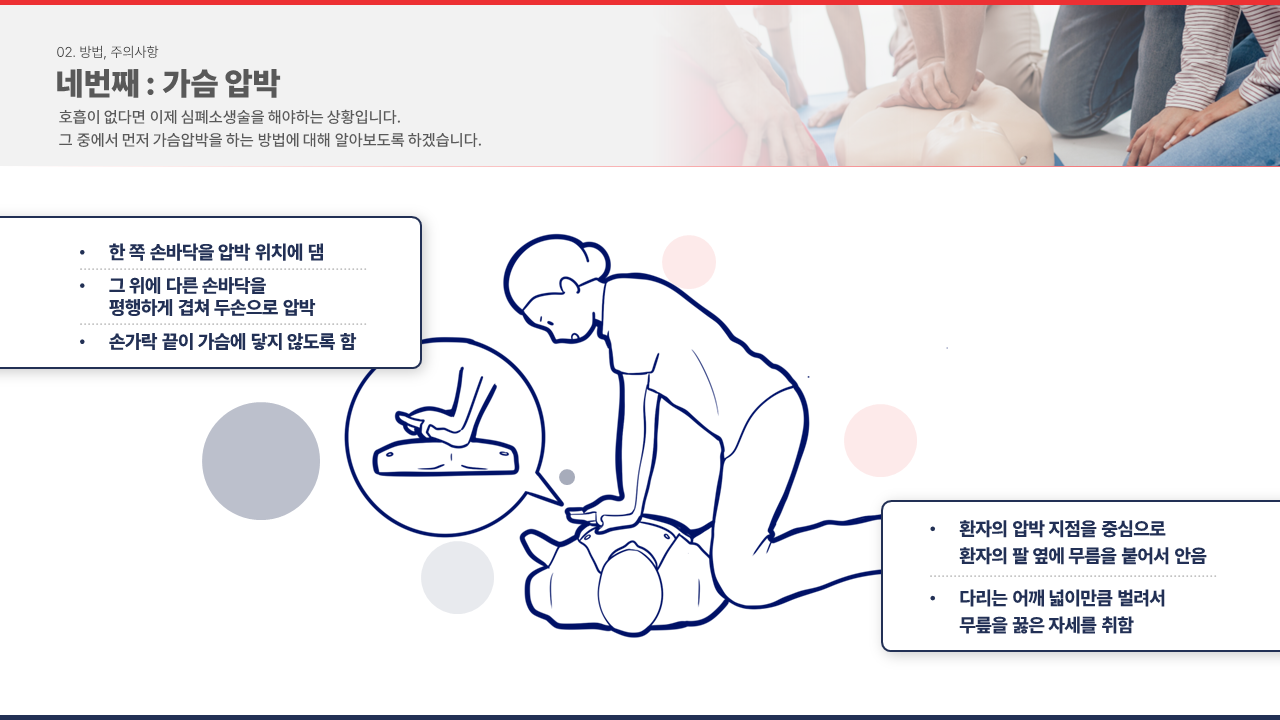 02. 방법, 주의사항
네번째 : 가슴 압박
호흡이 없다면 이제 심폐소생술을 해야하는 상황입니다.
그 중에서 먼저 가슴압박을 하는 방법에 대해 알아보도록 하겠습니다.
• 한 쪽 손바닥을 압박 위치에 댐
• 그 위에 다른 손바닥을
평행하게 겹쳐 두손으로 압박
• 손가락 끝이 가슴에 닿지 않도록 함
• 환자의 압박 지점을 중심으로
환자의 팔 옆에 무름을 붙어서 안음
• 다리는 어깨 넓이만큼 벌려서
무릎을 꿇은 자세를 취함